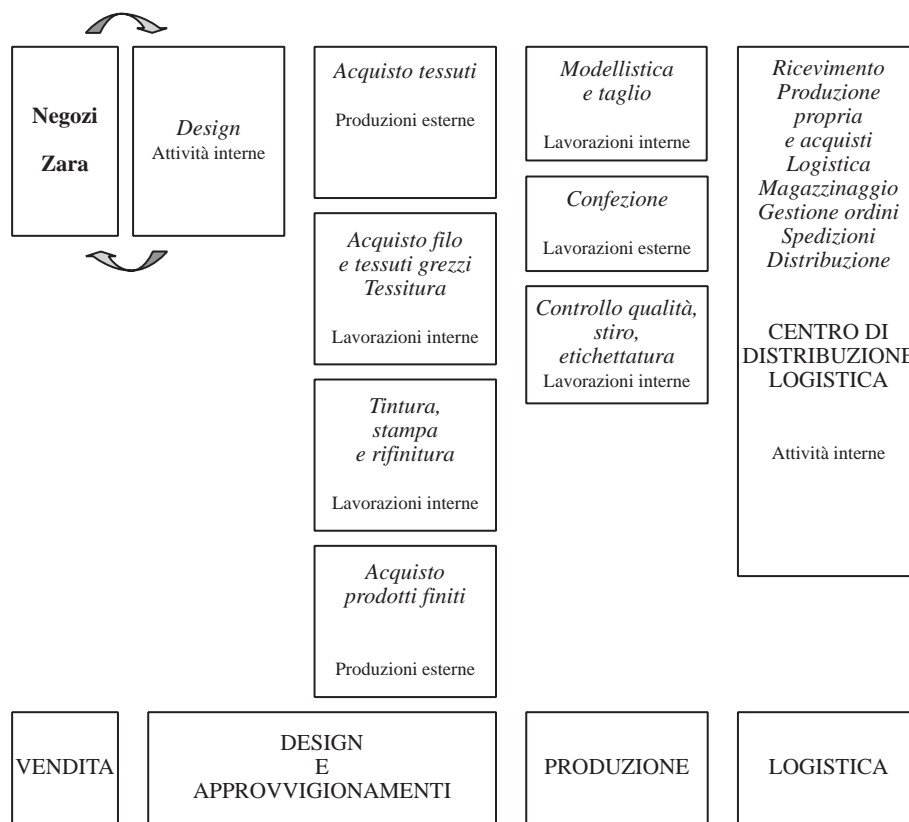 Negozi
Zara
Design
Attività interne
Acquisto tessuti
Produzioni esterne
Acquisto filo
e tessuti grezzi
Tessitura
Lavorazioni interne
Tintura,
stampa
e rifinitura
Lavorazioni interne
Acquisto
prodotti finiti
Produzioni esterne
Modellistica
e taglio
Lavorazioni interne
Confezione
Lavorazioni esterne
Controllo qualità,
stiro,
etichettatura
Lavorazioni interne
Ricevimento
Produzione
propria
e acquisti
Logistica
Magazzinaggio
Gestione ordini
Spedizioni
Distribuzione
CENTRO DI
DISTRIBUZIONE
LOGISTICA
Attività interne
VENDITA
DESIGN
E
APPROVVIGIONAMENTI
PRODUZIONE
LOGISTICA